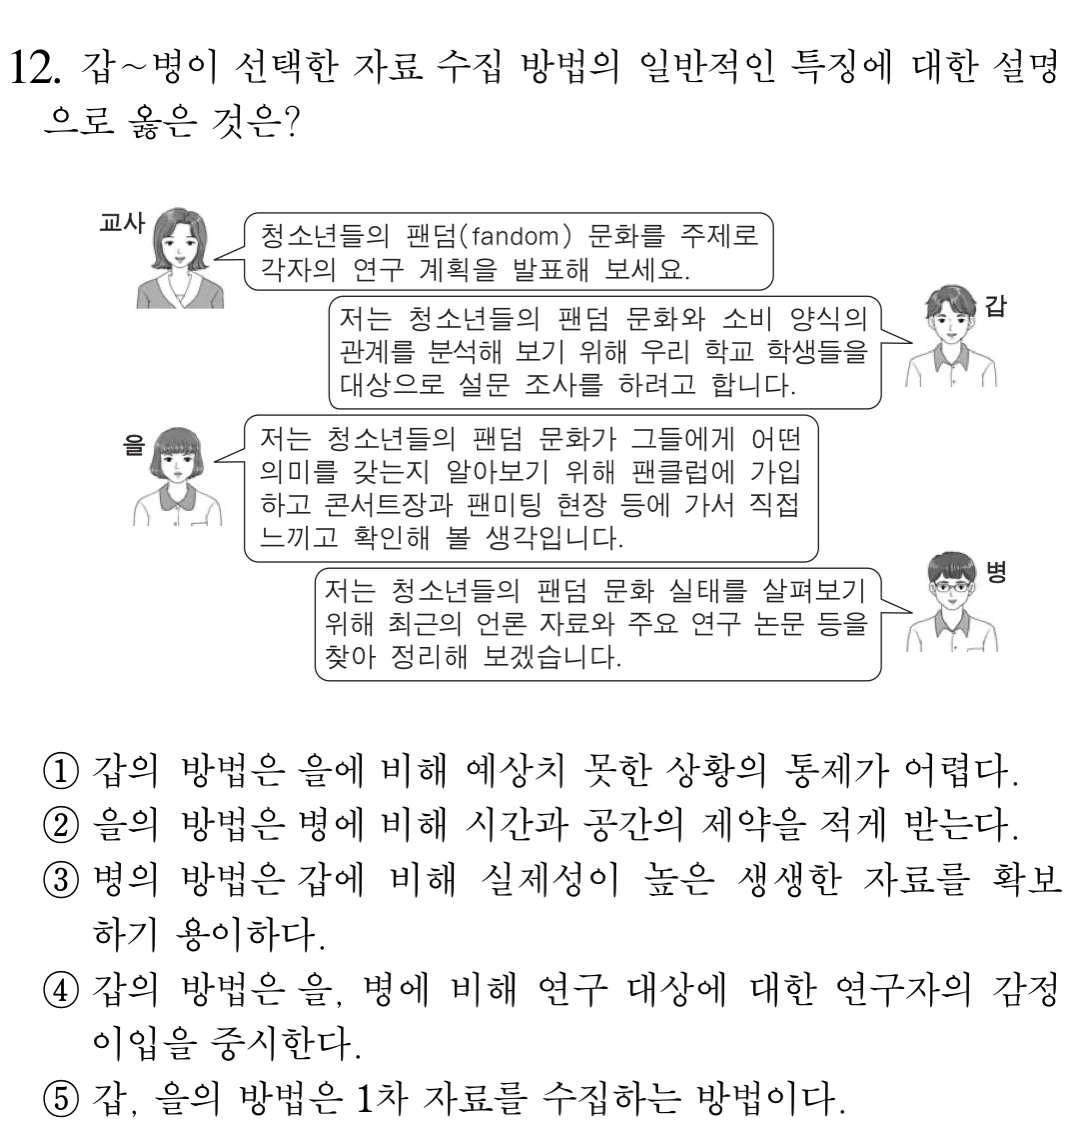 12. 갑～병이 선택한 자료 수집 방법의 일반적인 특징에 대한 설명
으로 옳은 것은?
교사
청소년들의 팬덤(fandom) 문화를 주제로
각자의 연구 계획을 발표해 보세요.
갑
저는 청소년들의 팬덤 문화와 소비 양식의
관계를 분석해 보기 위해 우리 학교 학생들을
대상으로 설문 조사를 하려고 합니다.
을
저는 청소년들의 팬덤 문화가 그들에게 어떤
의미를 갖는지 알아보기 위해 팬클럽에 가입
하고 콘서트장과 팬미팅 현장 등에 가서 직접
느끼고 확인해 볼 생각입니다.
병
저는 청소년들의 팬덤 문화 실태를 살펴보기
위해 최근의 언론 자료와 주요 연구 논문 등을
찾아 정리해 보겠습니다.
① 갑의 방법은 을에 비해 예상치 못한 상황의 통제가 어렵다.
② 을의 방법은 병에 비해 시간과 공간의 제약을 적게 받는다.
③ 병의 방법은 갑에 비해 실제성이 높은 생생한 자료를 확보
하기 용이하다.
④ 갑의 방법은 을, 병에 비해 연구 대상에 대한 연구자의 감정
이입을 중시한다.
⑤ 갑, 을의 방법은 1차 자료를 수집하는 방법이다.